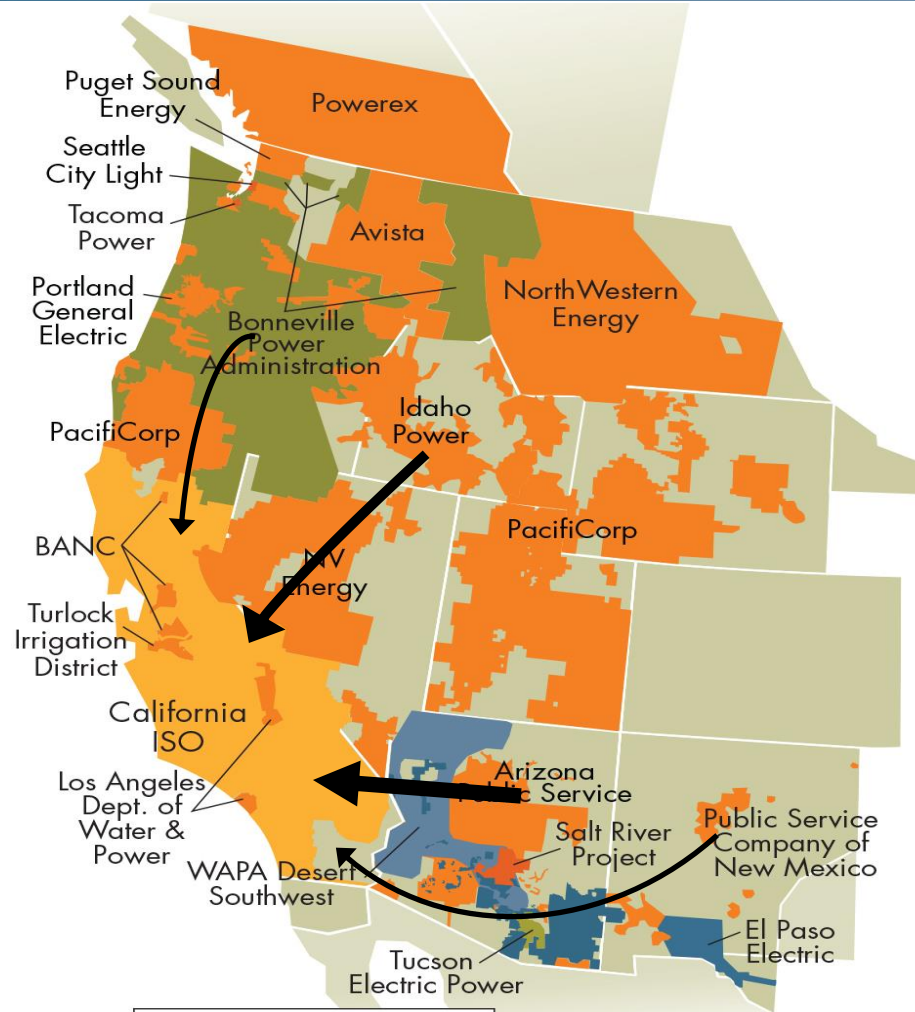 Puget Sound
Energy
Powerex
Seattle
City Light
Tacoma
Power
Avista
Portland
General
Electric
NorthWestern
Energy
Bonneville
Power
Administration
Idaho
Power
PacifiCorp
PacifiCorp
BANC
NV
Energy
Turlock
Irrigation
District
California
ISO
Los Angeles
Dept. of
Water &
Power
Arizona
Public Service
Salt River
Project
Public Service
Company of
New Mexico
WAPA Desert
Southwest
El Paso
Electric
Tucson
Electric Power